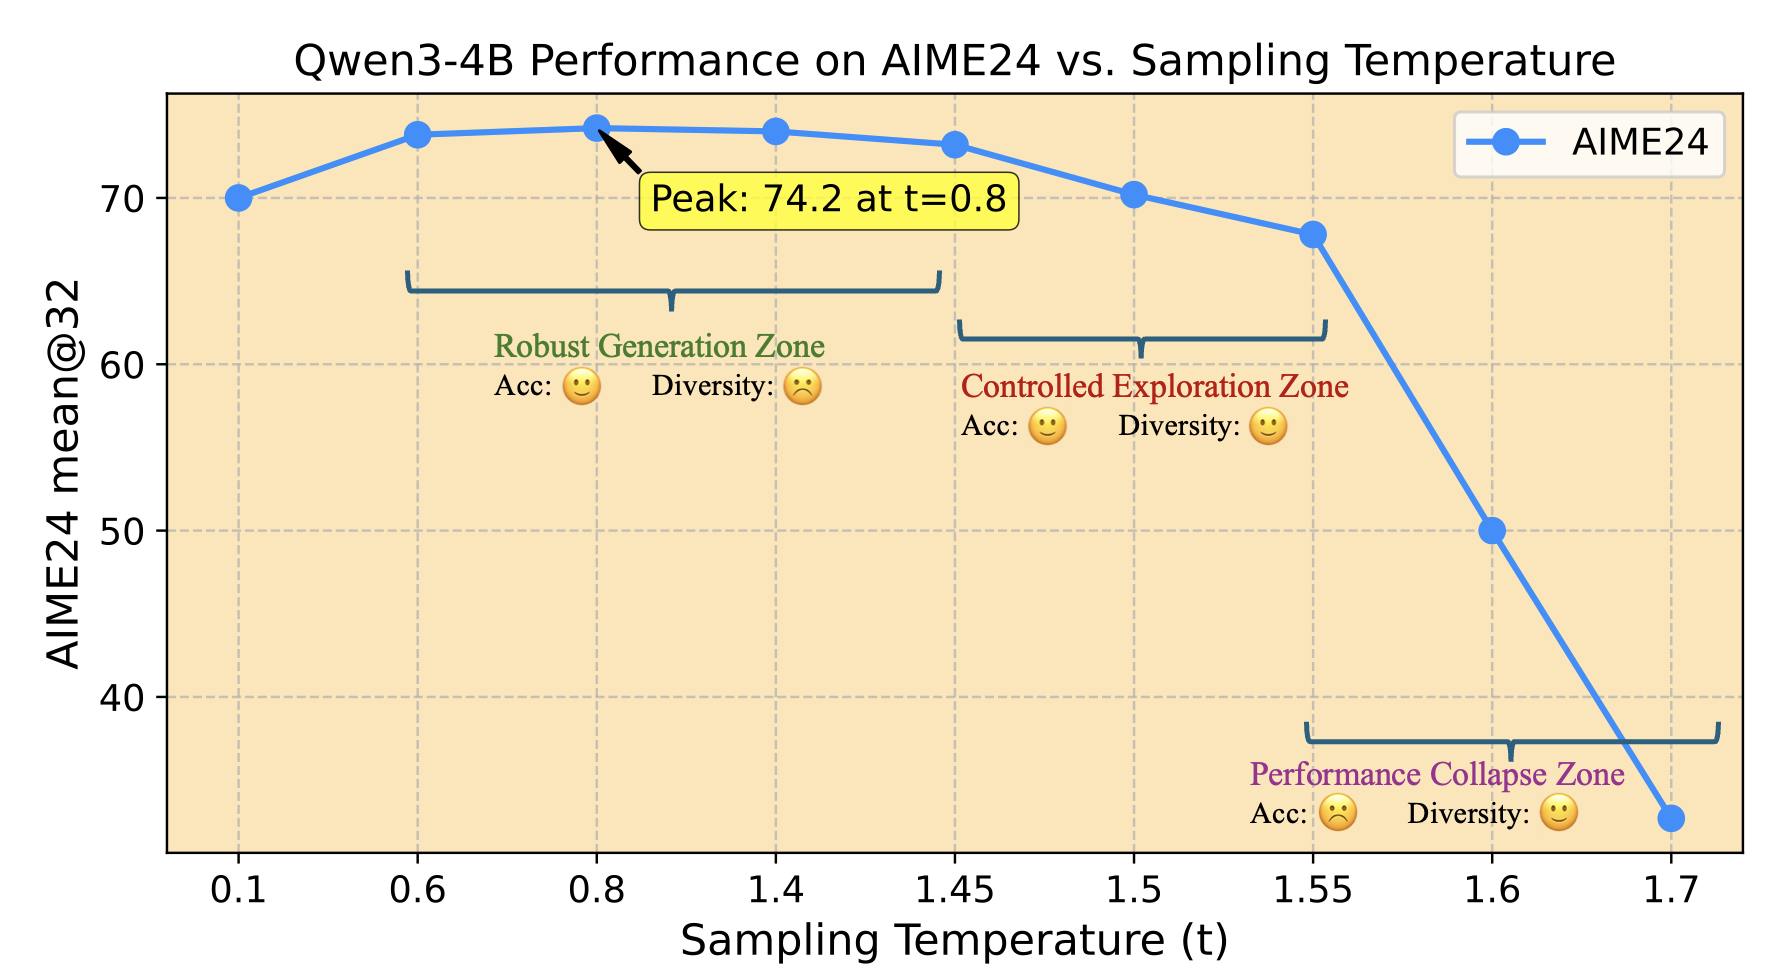 Qwen3-4B Performance on AIME24 vs. Sampling Temperature
AIME24
Peak: 74.2 at t=0.8
70
60
50
40
AIME24 mean@32
Robust Generation Zone
Acc: 🙂 Diversity: ☹️
Controlled Exploration Zone
Acc: 🙂 Diversity: 🙂
Performance Collapse Zone
Acc: ☹️ Diversity: 🙂
0.1 0.6 0.8 1.4 1.45 1.5 1.55 1.6 1.7
Sampling Temperature (t)